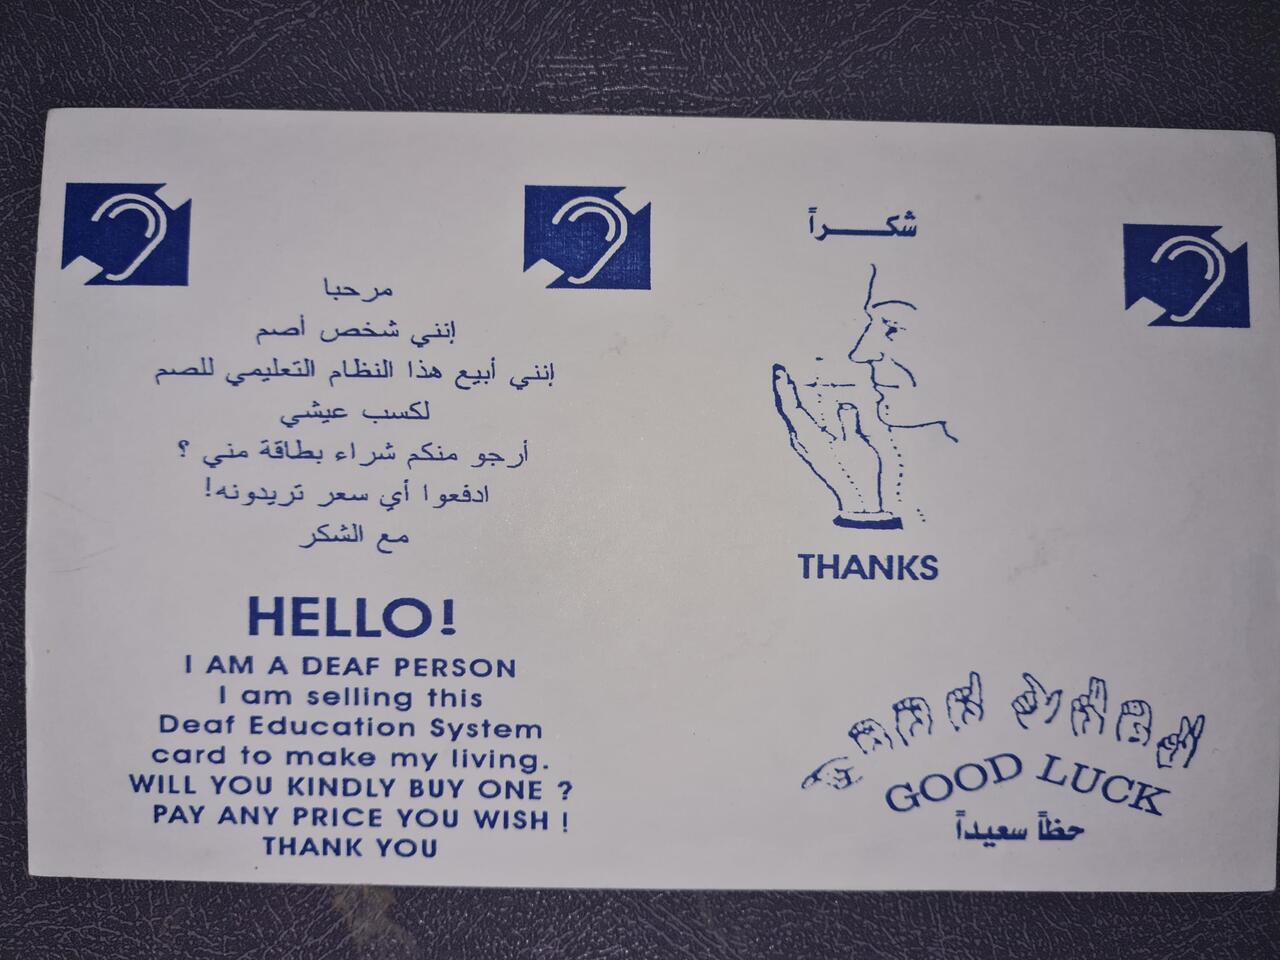 مرحبا
إنني شخص أصم
إنني أبيع هذا النظام التعليمي للصم
لكسب عيشي
أرجو منكم شراء بطاقة مني ؟
ادفعوا أي سعر تريدونه!
مع الشكر
HELLO!
I AM A DEAF PERSON
I am selling this
Deaf Education System
card to make my living.
WILL YOU KINDLY BUY ONE ?
PAY ANY PRICE YOU WISH !
THANK YOU
شكــــراً
THANKS
GOOD LUCK
حظاً سعيداً